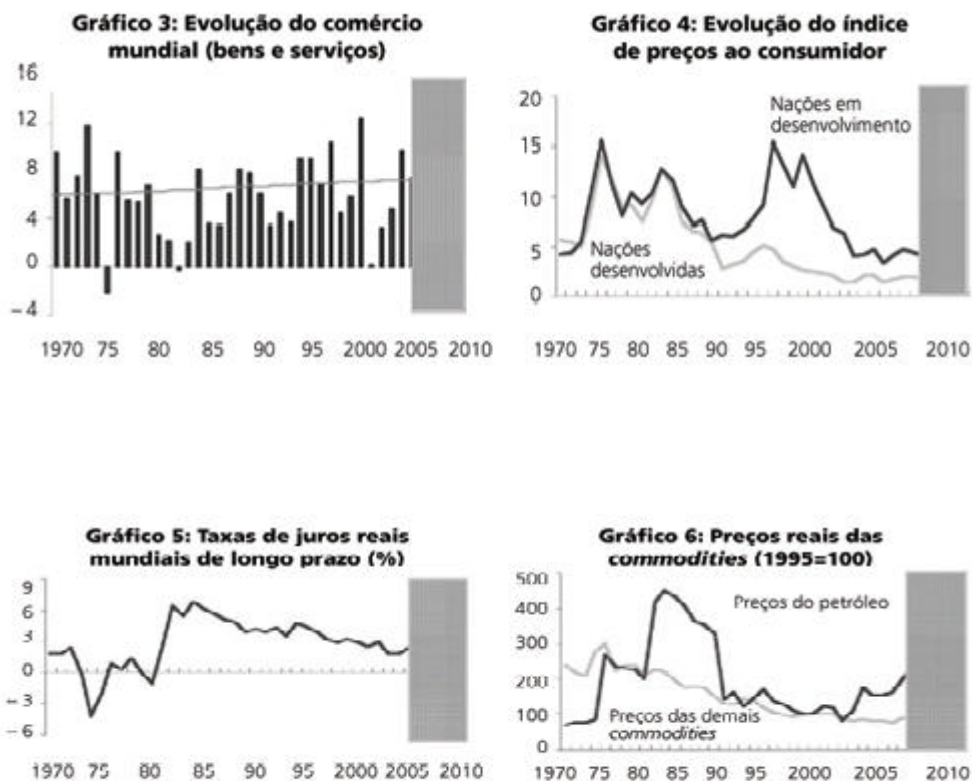 Gráfico 3: Evolução do comércio
mundial (bens e serviços)
16
12
8
4
0
– 4
1970 75 80 85 90 95 2000 2005 2010
Gráfico 4: Evolução do índice
de preços ao consumidor
20
15
10
5
0
Nações em
desenvolvimento
Nações
desenvolvidas
1970 75 80 85 90 95 2000 2005 2010
Gráfico 5: Taxas de juros reais
mundiais de longo prazo (%)
9
6
3
0
– 3
– 6
1970 75 80 85 90 95 2000 2005 2010
Gráfico 6: Preços reais das
commodities (1995=100)
500
400
300
200
100
0
Preços do petróleo
Preços das demais
commodities
1970 75 80 85 90 95 2000 2005 2010